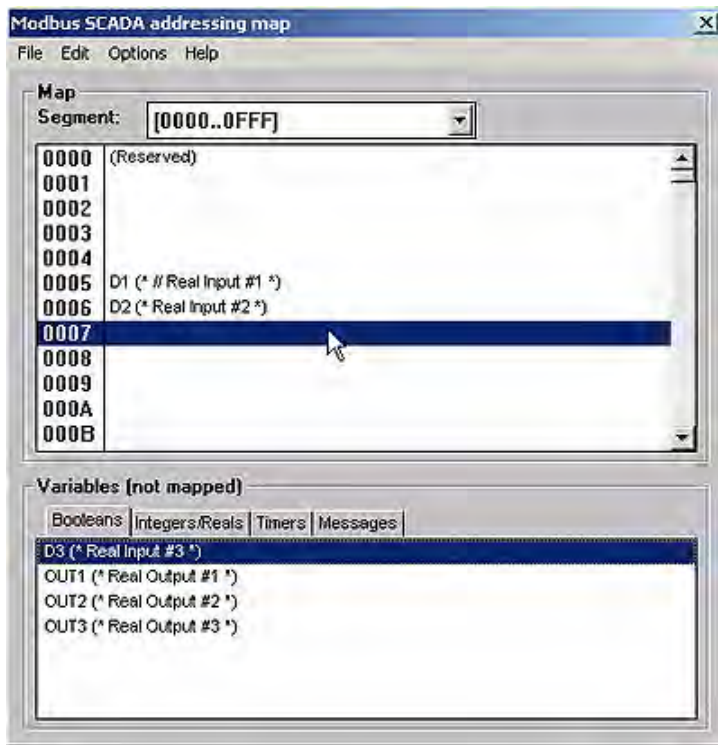 Modbus SCADA addressing map
File Edit Options Help
Map
Segment: [0000..0FFF]
0000 (Reserved)
0001
0002
0003
0004
0005 D1 (* // Real Input #1 *)
0006 D2 (* Real Input #2 *)
0007
0008
0009
000A
000B
Variables (not mapped)
Booleans Integers/Reals Timers Messages
D3 (* Real Input #3 *)
OUT1 (* Real Output #1 *)
OUT2 (* Real Output #2 *)
OUT3 (* Real Output #3 *)